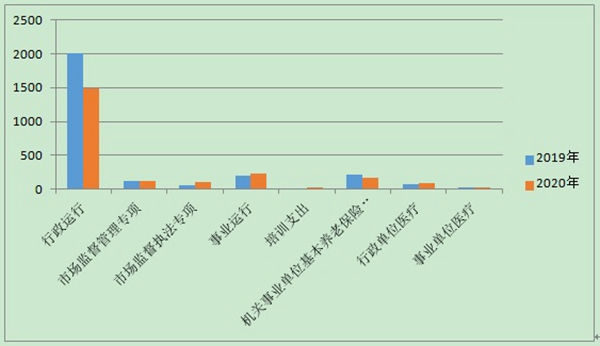 2500
2000
1500
1000
500
0
行政运行
市场监督管理专项
市场监督执法专项
事业运行
培训支出
机关事业单位基本养老保险..
行政单位医疗
事业单位医疗
2019年
2020年